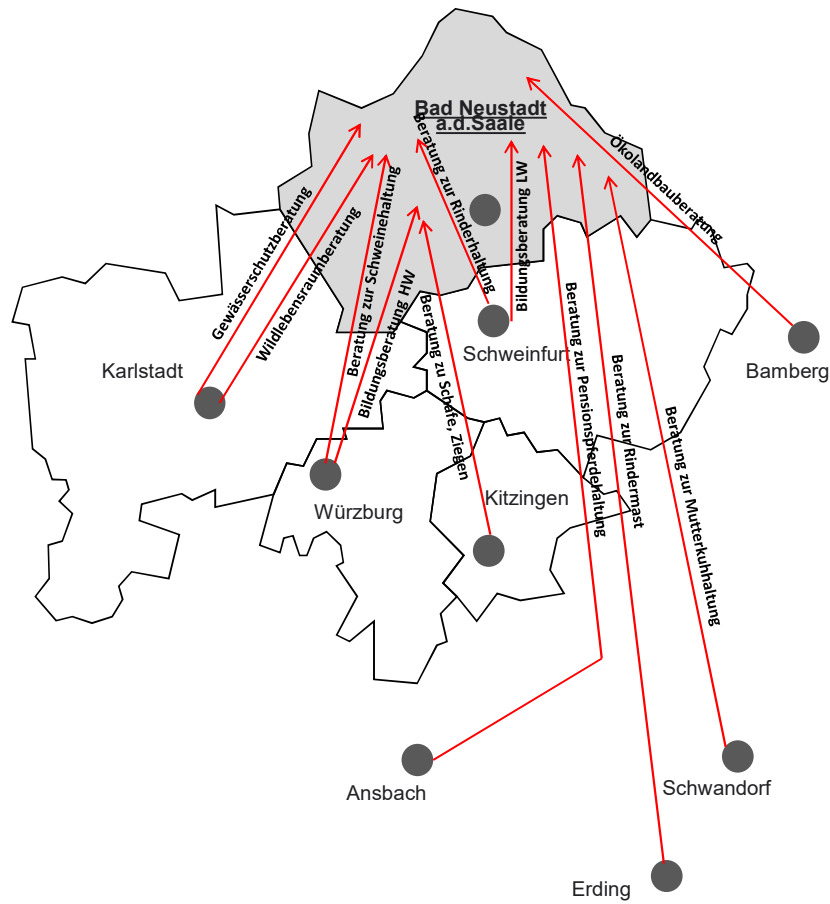 Bad Neustadt
a.d.Saale
Ökolandbauberatung
Gewässerschutzberatung
Wildlebensraumberatung
Beratung zur Schweinehaltung
Bildungsberatung HW
Beratung zu Schafe, Ziegen
Beratung zur Rinderhaltung
Bildungsberatung LW
Beratung zur Pensionspferdehaltung
Beratung zur Rindermast
Beratung zur Mutterkuhhaltung
Karlstadt
Schweinfurt
Bamberg
Würzburg
Kitzingen
Ansbach
Schwandorf
Erding